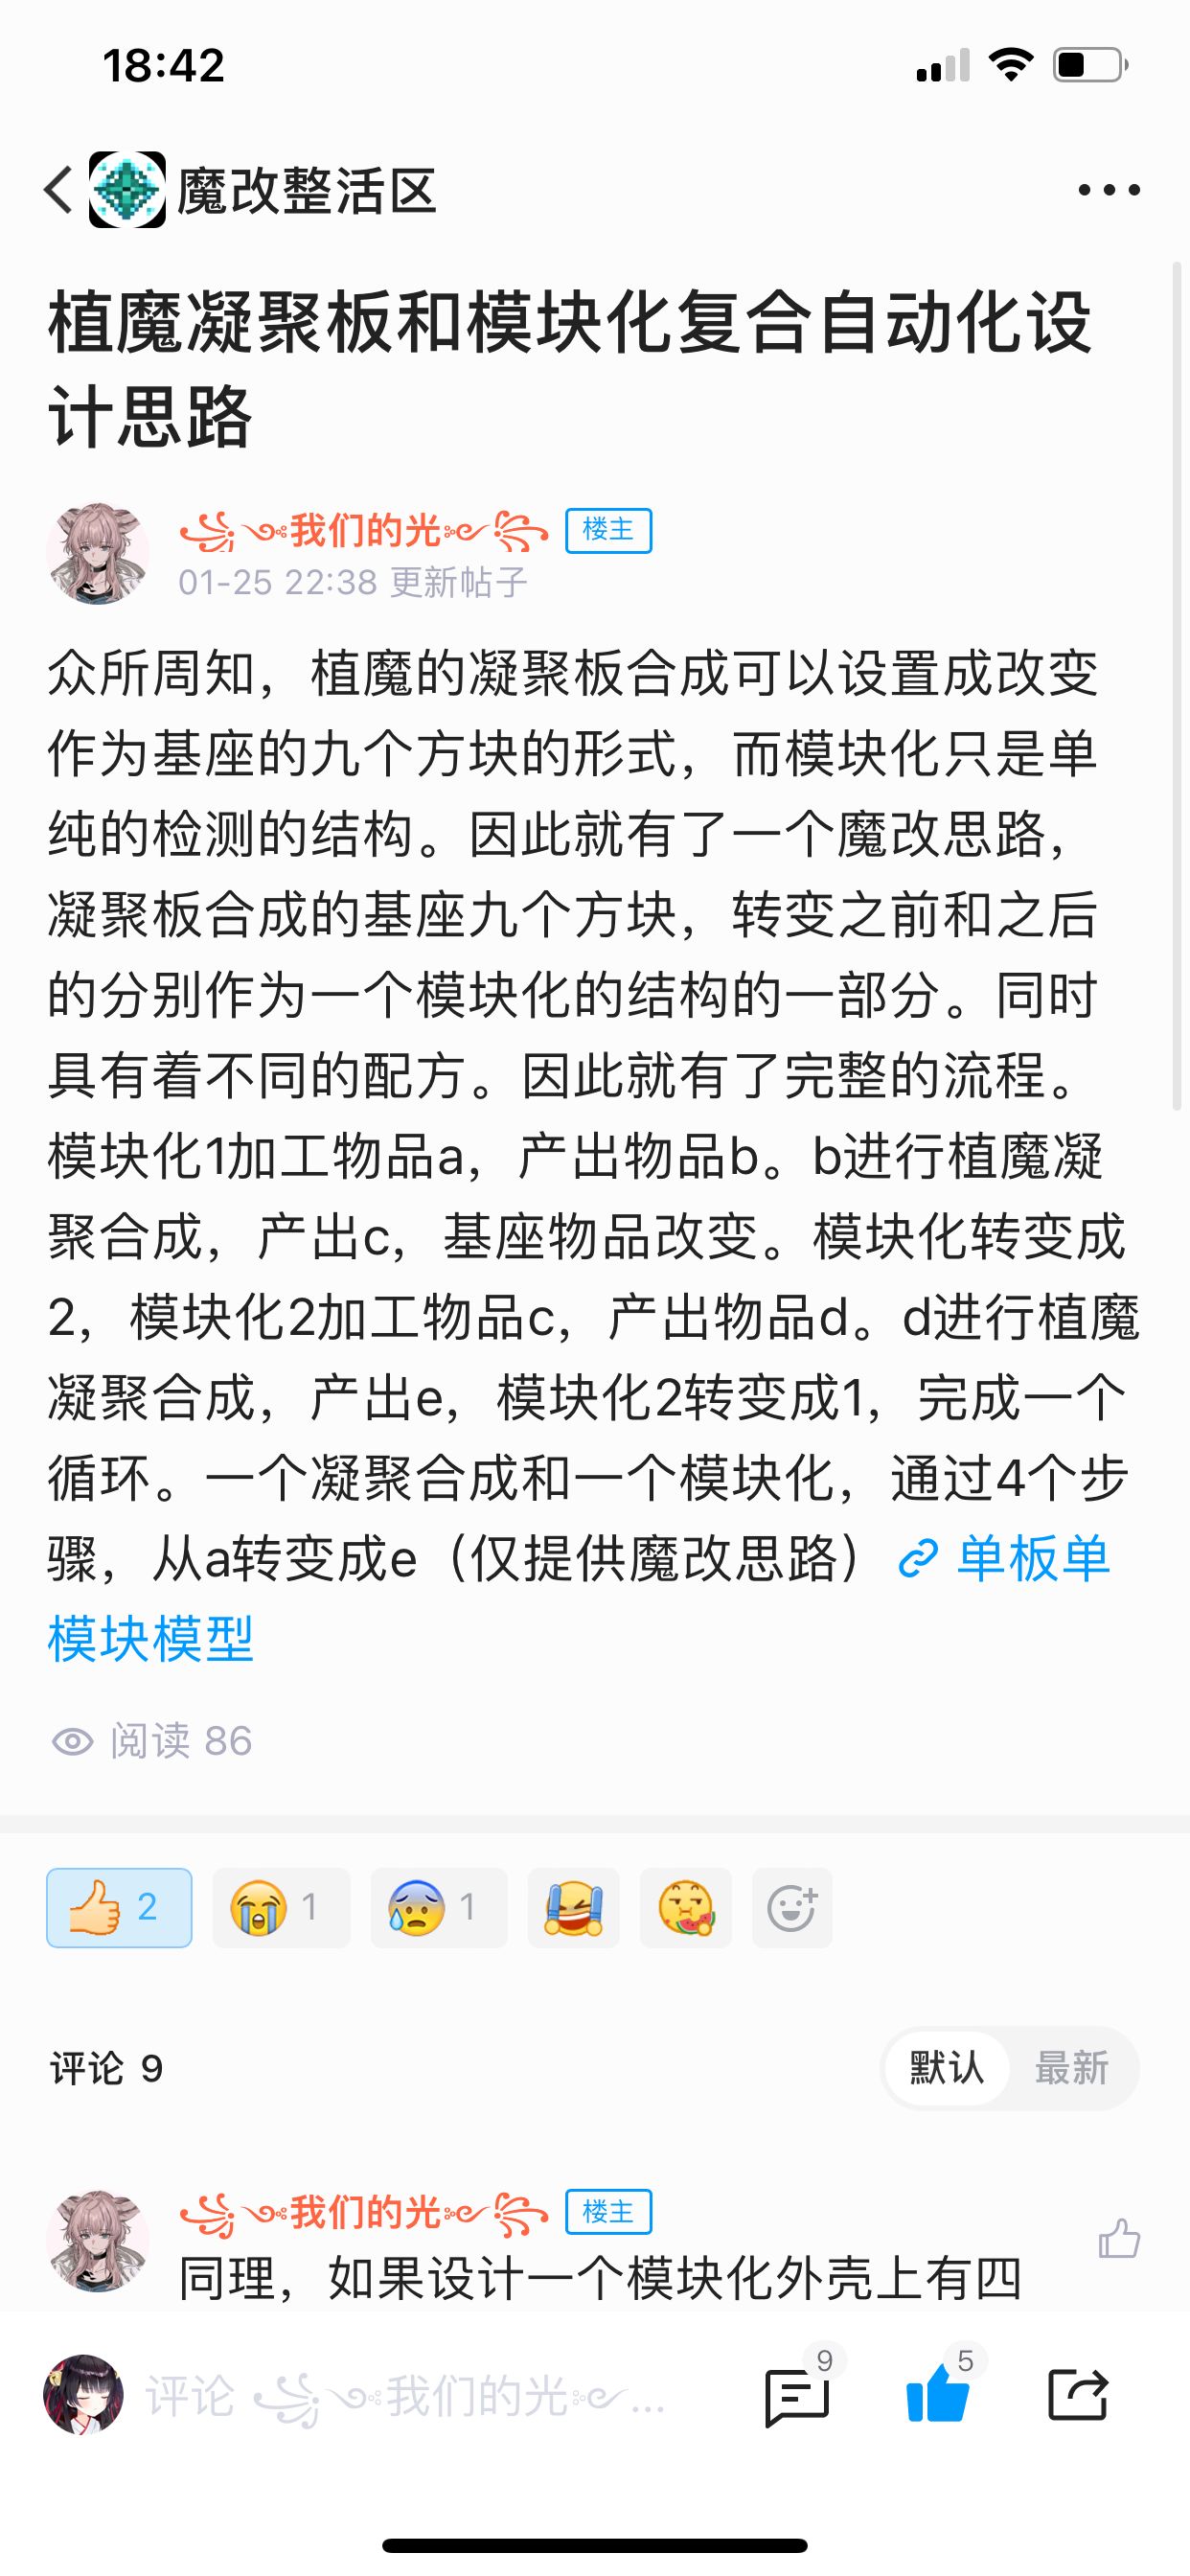 18:42
魔改整活区
植魔凝聚板和模块化复合自动化设
计思路
꧁༺我们的光༻꧂ 楼主
01-25 22:38 更新帖子
众所周知，植魔的凝聚板合成可以设置成改变
作为基座的九个方块的形式，而模块化只是单
纯的检测的结构。因此就有了一个魔改思路，
凝聚板合成的基座九个方块，转变之前和之后
的分别作为一个模块化的结构的一部分。同时
具有着不同的配方。因此就有了完整的流程。
模块化1加工物品a，产出物品b。b进行植魔凝
聚合成，产出c，基座物品改变。模块化转变成
2，模块化2加工物品c，产出物品d。d进行植魔
凝聚合成，产出e，模块化2转变成1，完成一个
循环。一个凝聚合成和一个模块化，通过4个步
骤，从a转变成e（仅提供魔改思路） 单板单
模块模型
阅读 86
2 1 1
评论 9
默认 最新
꧁༺我们的光༻꧂ 楼主
同理，如果设计一个模块化外壳上有四
评论 ꧁༺我们的光༻... 9 5